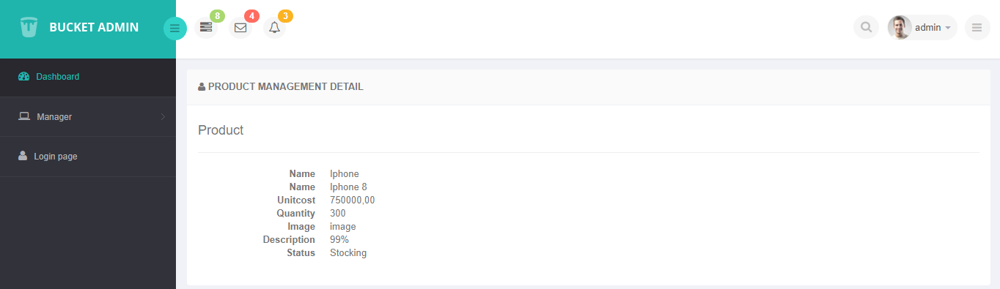 BUCKET ADMIN
8
4
3
admin
Dashboard
Manager
Login page
PRODUCT MANAGEMENT DETAIL
Product
Name Iphone
Name Iphone 8
Unitcost 750000,00
Quantity 300
Image image
Description 99%
Status Stocking